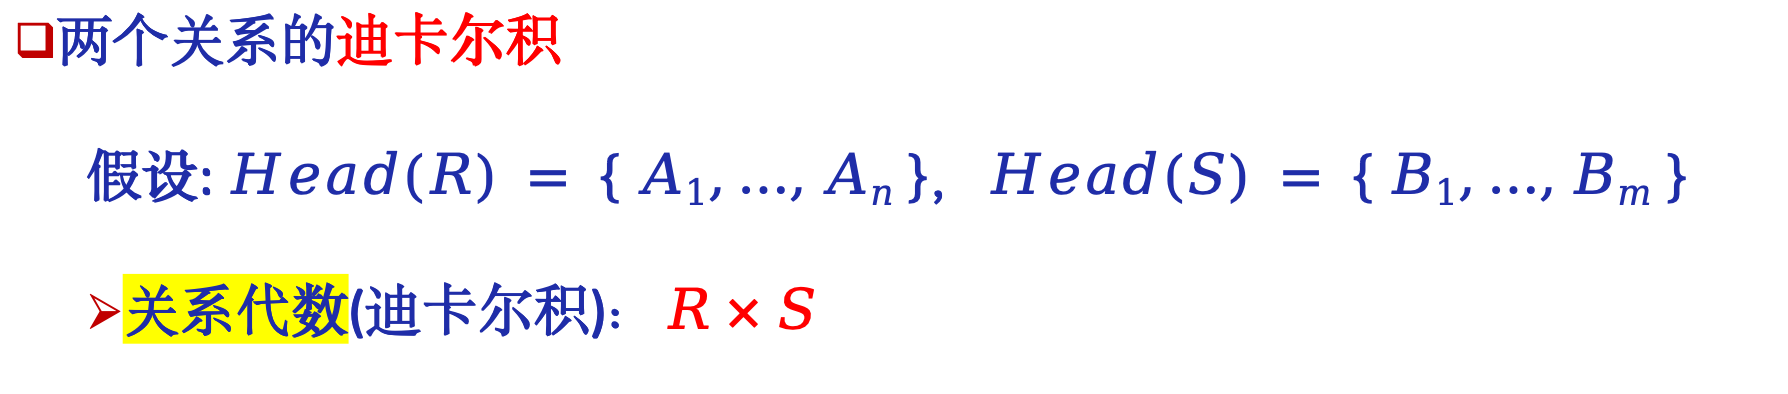 两个关系的迪卡尔积
假设: Head(R) = { A₁, …, Aₙ }, Head(S) = { B₁, …, Bₘ }
关系代数(迪卡尔积)： R × S